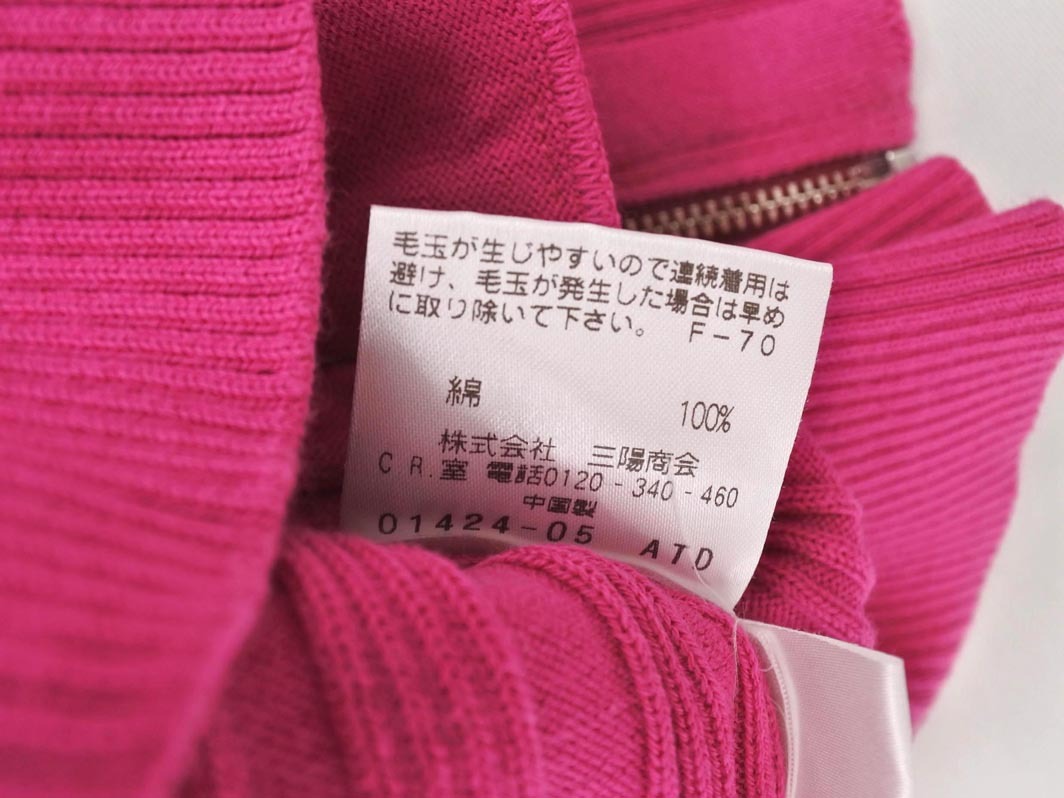 毛玉が生じやすいので連続着用は
避け、毛玉が発生した場合は早め
に取り除いて下さい。 F-70
綿 100%
株式会社 三陽商会
C R.室 電話0120-340-460
中国製
01424-05 ATD